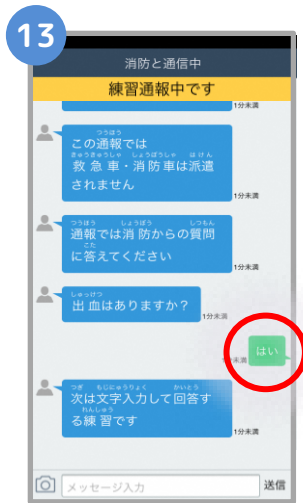 13
消防と通信中
練習通報中です
1分未満
つうほう
この通報では
きゅうきゅうしゃ しょうぼうしゃ はけん
救急車・消防車は派遣
されません
1分未満
つうほう しょうぼう しつもん
通報では消防からの質問
こた
に答えてください
1分未満
しゅっけつ
出血はありますか？
1分未満
はい
1分未満
つぎ もじにゅうりょく かいとう
次は文字入力して回答す
れんしゅう
る練習です
1分未満
メッセージ入力
送信